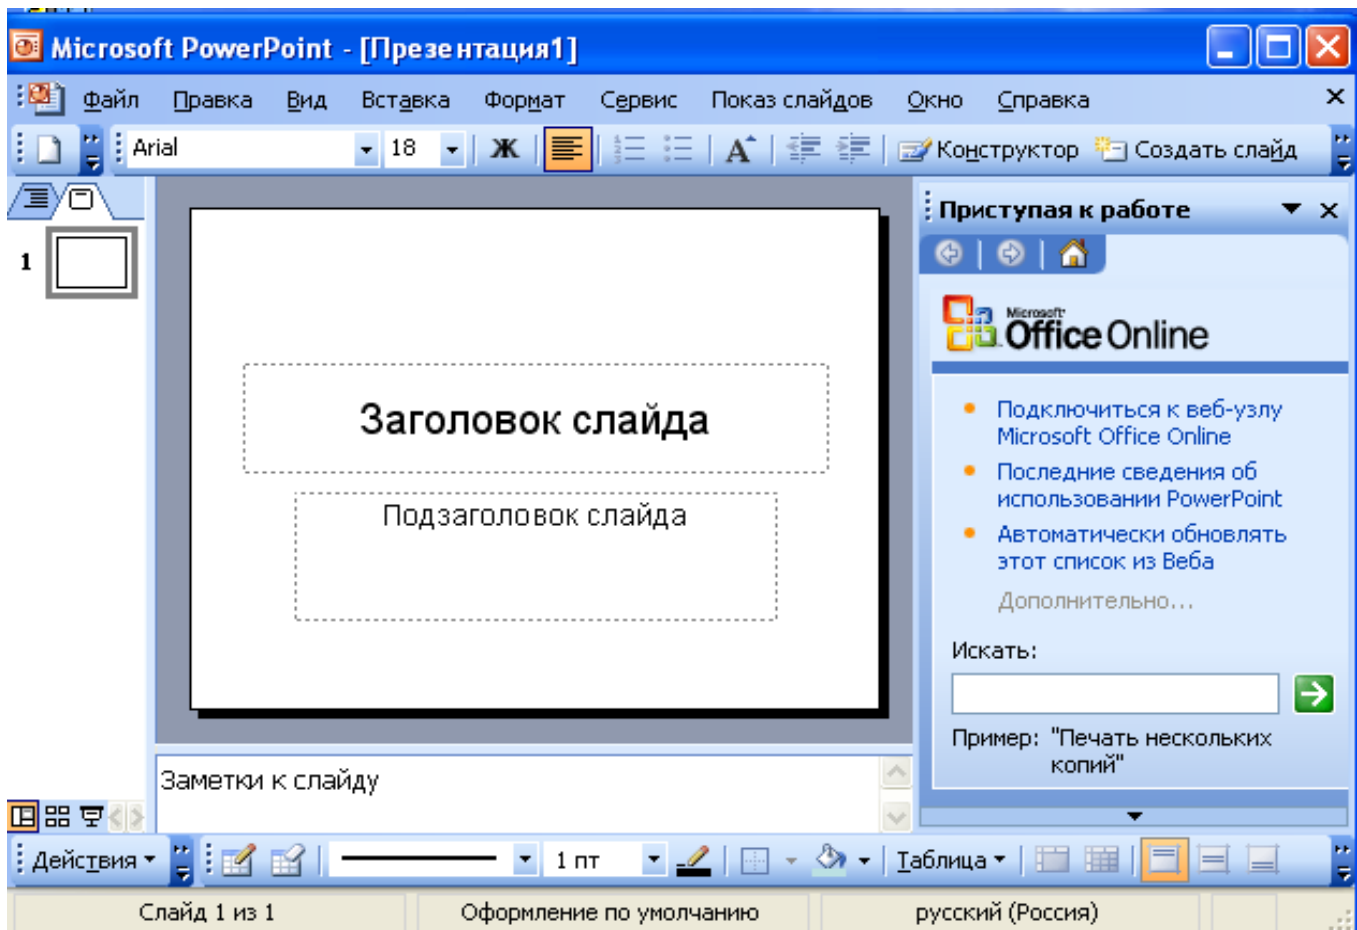 Microsoft PowerPoint - [Презентация1]
Файл Правка Вид Вставка Формат Сервис Показ слайдов Окно Справка
Arial 18 Ж A Конструктор Создать слайд
Приступая к работе
1
Microsoft
Office Online
Заголовок слайда
Подзаголовок слайда
Подключиться к веб-узлу
Microsoft Office Online
Последние сведения об
использовании PowerPoint
Автоматически обновлять
этот список из Веба
Дополнительно...
Искать:
Пример: "Печать нескольких
копий"
Заметки к слайду
Действия 1 пт Таблица
Слайд 1 из 1 Оформление по умолчанию русский (Россия)